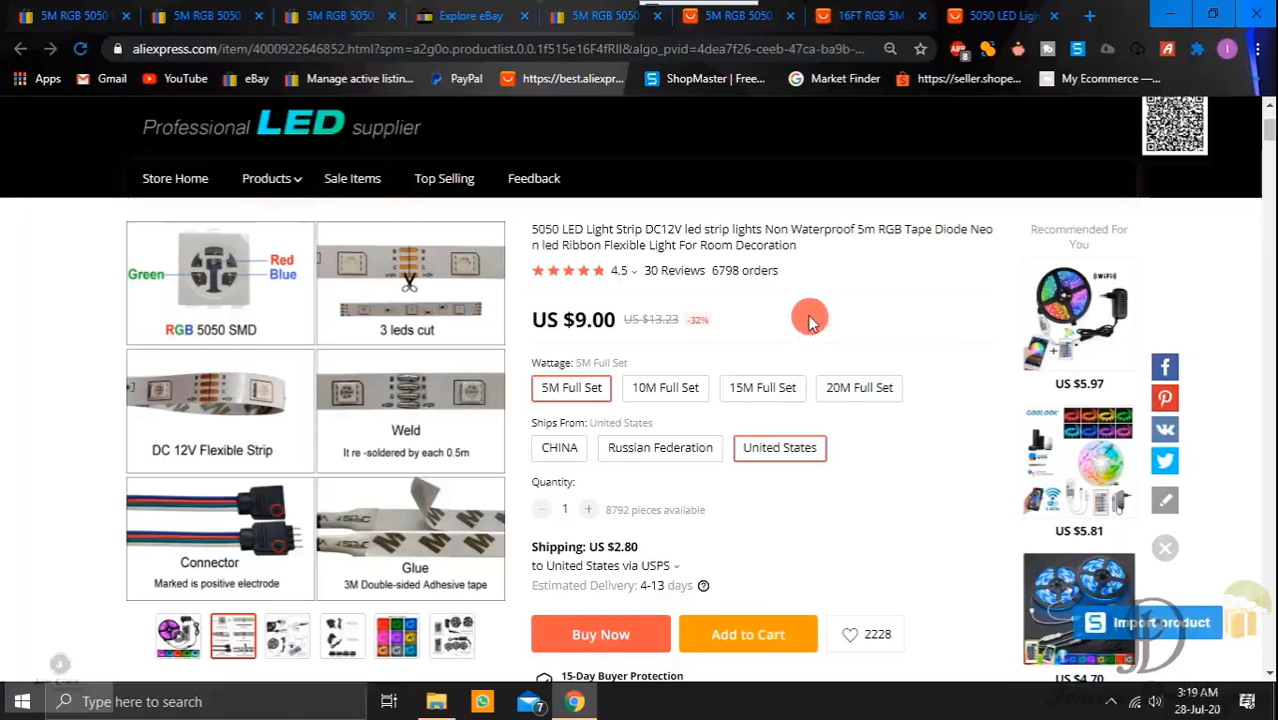 5M RGB 5050
5M RGB 5050
5M RGB 5050
Explore eBay
5M RGB 5050
5M RGB 5050
16FT RGB 5M
5050 LED Ligh
aliexpress.com/item/4000922646852.html?spm=a2g0o.productlist.0.0.1f515e16F4fRIl&algo_pvid=4dea7f26-ceeb-47ca-ba9b-...
8
Apps
Gmail
YouTube
eBay
Manage active listin...
PayPal
https://best.aliexpr...
ShopMaster | Free...
Market Finder
https://seller.shope...
My Ecommerce —...
Professional LED supplier
Store Home
Products
Sale Items
Top Selling
Feedback
Green
Red
Blue
RGB 5050 SMD
3 leds cut
DC 12V Flexible Strip
Weld
It re -soldered by each 0.5m
Connector
Marked is positive electrode
Glue
3M Double-sided Adhesive tape
5050 LED Light Strip DC12V led strip lights Non Waterproof 5m RGB Tape Diode Neo
n led Ribbon Flexible Light For Room Decoration
4.5
30 Reviews
6798 orders
US $9.00
US $13.23
-32%
Wattage: 5M Full Set
5M Full Set
10M Full Set
15M Full Set
20M Full Set
Ships From: United States
CHINA
Russian Federation
United States
Quantity:
1
8792 pieces available
Shipping: US $2.80
to United States via USPS
Estimated Delivery: 4-13 days
Buy Now
Add to Cart
2228
15-Day Buyer Protection
Recommended For
You
WiFi
US $5.97
GOOLOOK
US $5.81
US $4.70
Import product
Type here to search
7
3:19 AM
28-Jul-20